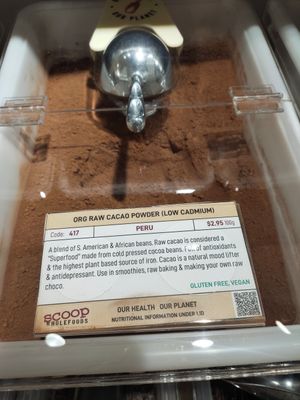 OUR PLANET
ORG RAW CACAO POWDER (LOW CADMIUM)
Code: 417 PERU $2.95 100g
A blend of S. American & African beans. Raw cacao is considered a
"Superfood" made from cold pressed cocoa beans. Full of antioxidants
& the highest plant based source of iron. Cacao is a natural mood lifter
& antidepressant. Use in smoothies, raw baking & making your own raw
choco.
GLUTEN FREE, VEGAN
SCOOP
WHOLEFOODS
OUR HEALTH OUR PLANET
NUTRITIONAL INFORMATION UNDER LID